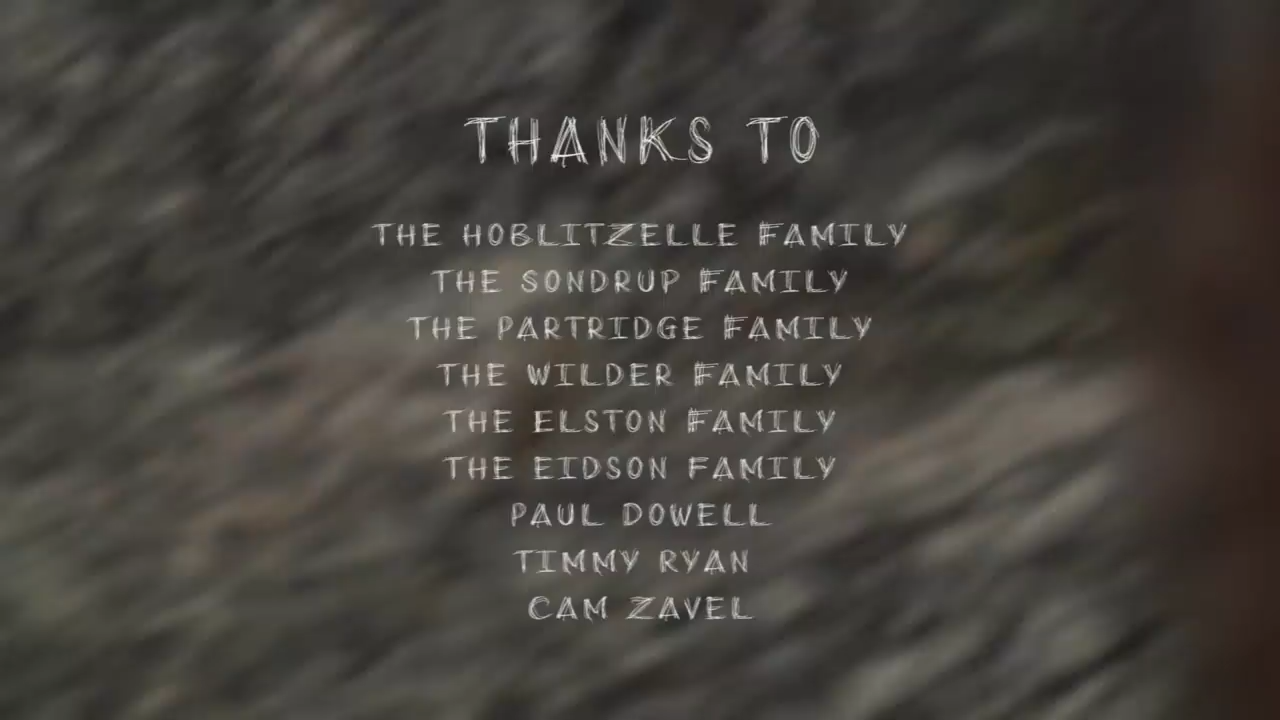 THANKS TO
THE HOBLITZELLE FAMILY
THE SONDRUP FAMILY
THE PARTRIDGE FAMILY
THE WILDER FAMILY
THE ELSTON FAMILY
THE EIDSON FAMILY
PAUL DOWELL
TIMMY RYAN
CAM ZAVEL